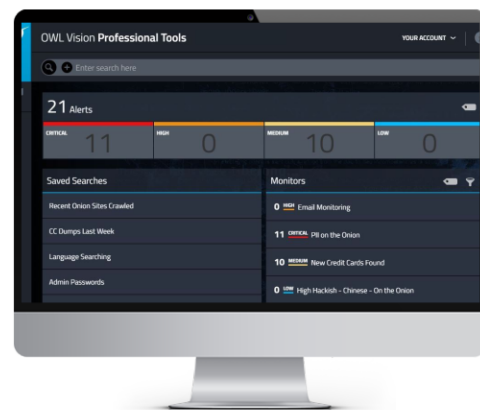 OWL Vision Professional Tools
YOUR ACCOUNT
Enter search here
21 Alerts
CRITICAL
11
HIGH
0
MEDIUM
10
LOW
0
Saved Searches
Monitors
Recent Onion Sites Crawled
0 HIGH Email Monitoring
CC Dumps Last Week
11 CRITICAL PII on the Onion
Language Searching
10 MEDIUM New Credit Cards Found
Admin Passwords
0 LOW High Hackish - Chinese - On the Onion